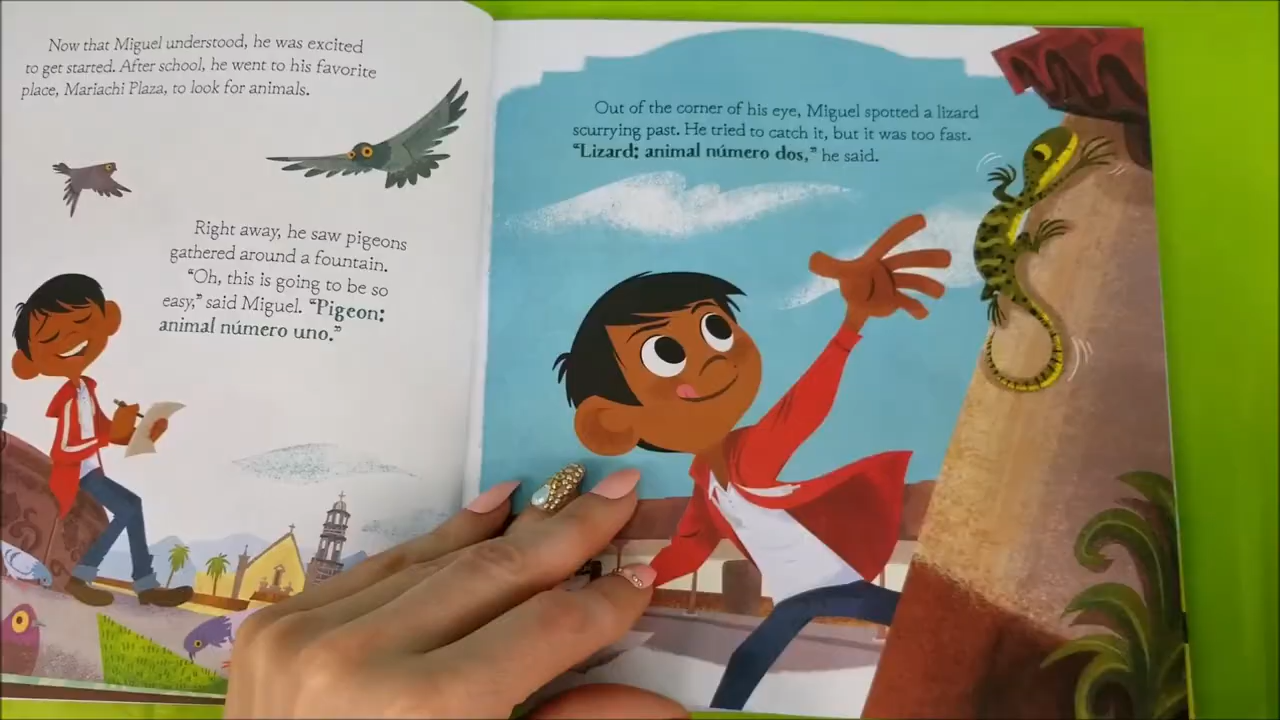 Now that Miguel understood, he was excited
to get started. After school, he went to his favorite
place, Mariachi Plaza, to look for animals.
Right away, he saw pigeons
gathered around a fountain.
“Oh, this is going to be so
easy,” said Miguel. “Pigeon:
animal número uno.”
Out of the corner of his eye, Miguel spotted a lizard
scurrying past. He tried to catch it, but it was too fast.
“Lizard: animal número dos,” he said.